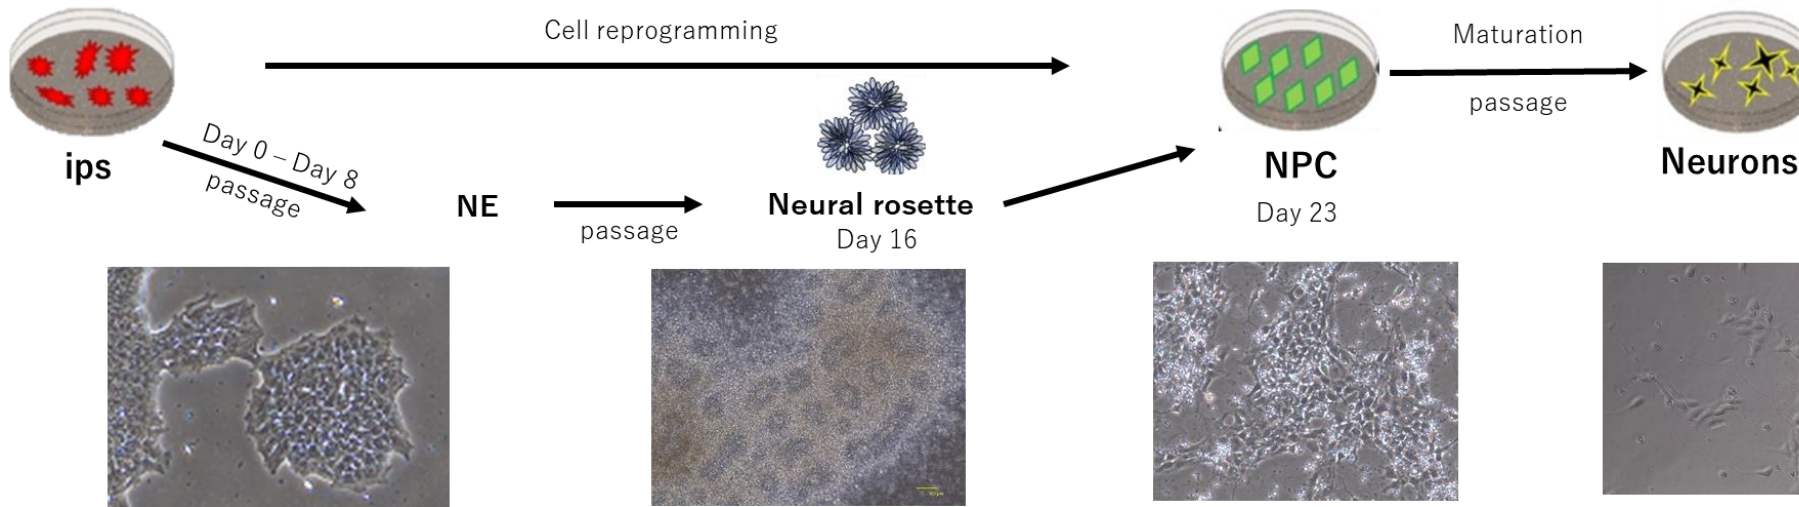 Cell reprogramming
Maturation
passage
ips
Day 0 – Day 8
passage
NE
passage
Neural rosette
Day 16
NPC
Day 23
Neurons